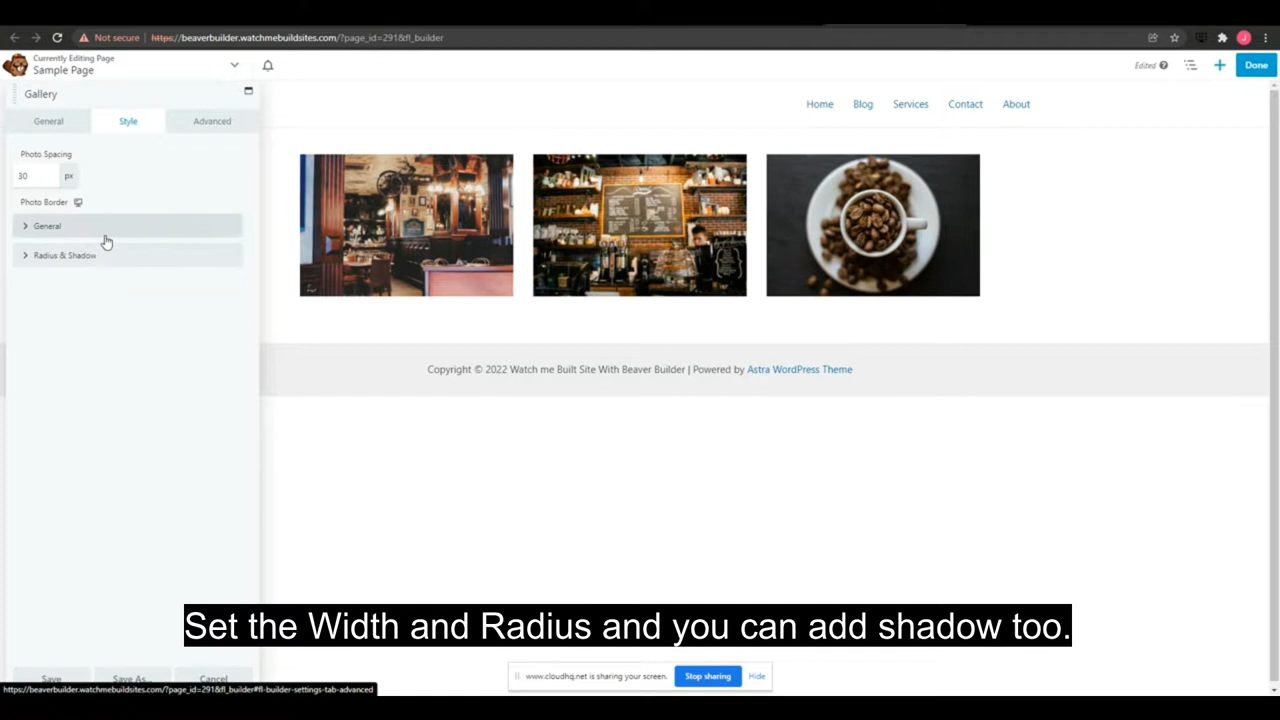 Not secure
https://beaverbuilder.watchmebuildsites.com/?page_id=291&fl_builder
J
Currently Editing Page
Sample Page
Edited
Done
Gallery
General
Style
Advanced
Photo Spacing
30
px
Photo Border
General
Radius & Shadow
Home
Blog
Services
Contact
About
Copyright © 2022 Watch me Built Site With Beaver Builder | Powered by Astra WordPress Theme
Set the Width and Radius and you can add shadow too.
www.cloudhq.net is sharing your screen.
Stop sharing
Hide
Save
Save As...
Cancel
https://beaverbuilder.watchmebuildsites.com/?page_id=291&fl_builder#fl-builder-settings-tab-advanced